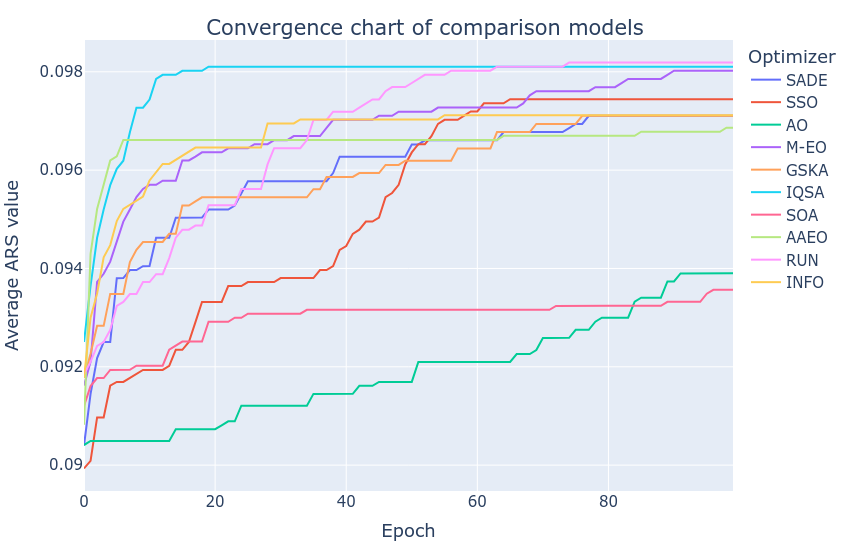 Convergence chart of comparison models
Optimizer
SADE
SSO
AO
M-EO
GSKA
IQSA
SOA
AAEO
RUN
INFO
Average ARS value
0.098
0.096
0.094
0.092
0.09
0
20
40
60
80
Epoch